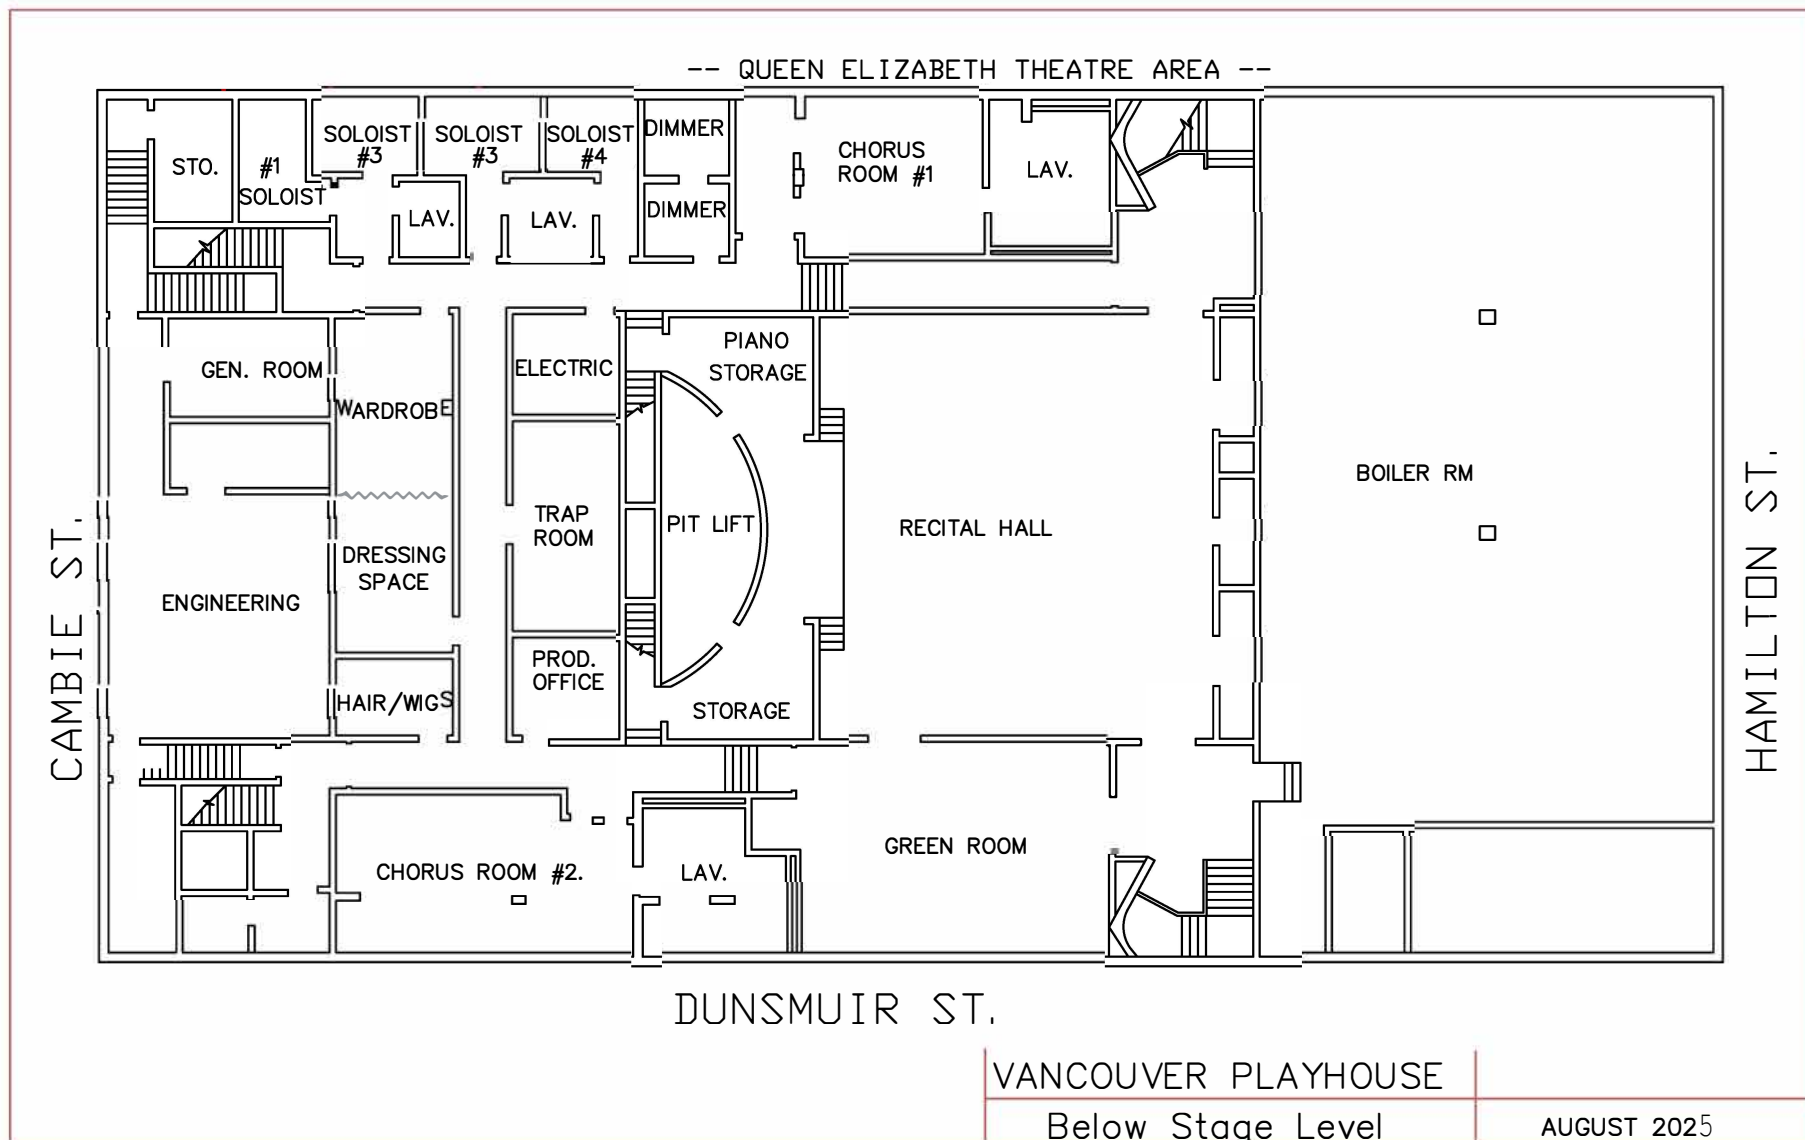 -- QUEEN ELIZABETH THEATRE AREA --
STO.
#1
SOLOIST
SOLOIST
#3
SOLOIST
#3
SOLOIST
#4
DIMMER
DIMMER
LAV.
LAV.
CHORUS
ROOM #1
LAV.
GEN. ROOM
WARDROBE
ELECTRIC
PIANO
STORAGE
TRAP
ROOM
PIT LIFT
RECITAL HALL
BOILER RM
DRESSING
SPACE
ENGINEERING
PROD.
OFFICE
HAIR/WIGS
STORAGE
CHORUS ROOM #2.
LAV.
GREEN ROOM
CAMBIE ST.
HAMILTON ST.
DUNSMUIR ST.
VANCOUVER PLAYHOUSE
Below Stage Level
AUGUST 2025